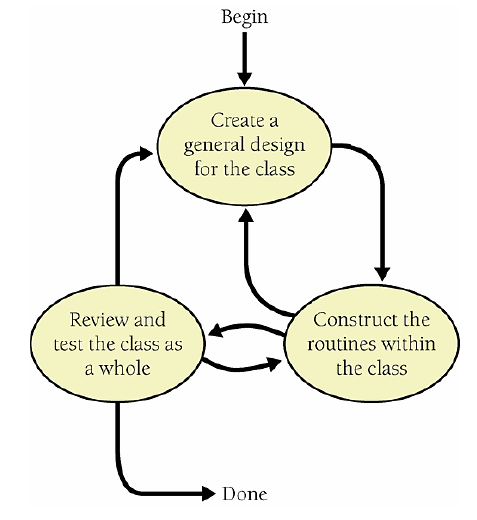 Begin
Create a
general design
for the class
Review and
test the class as
a whole
Construct the
routines within
the class
Done